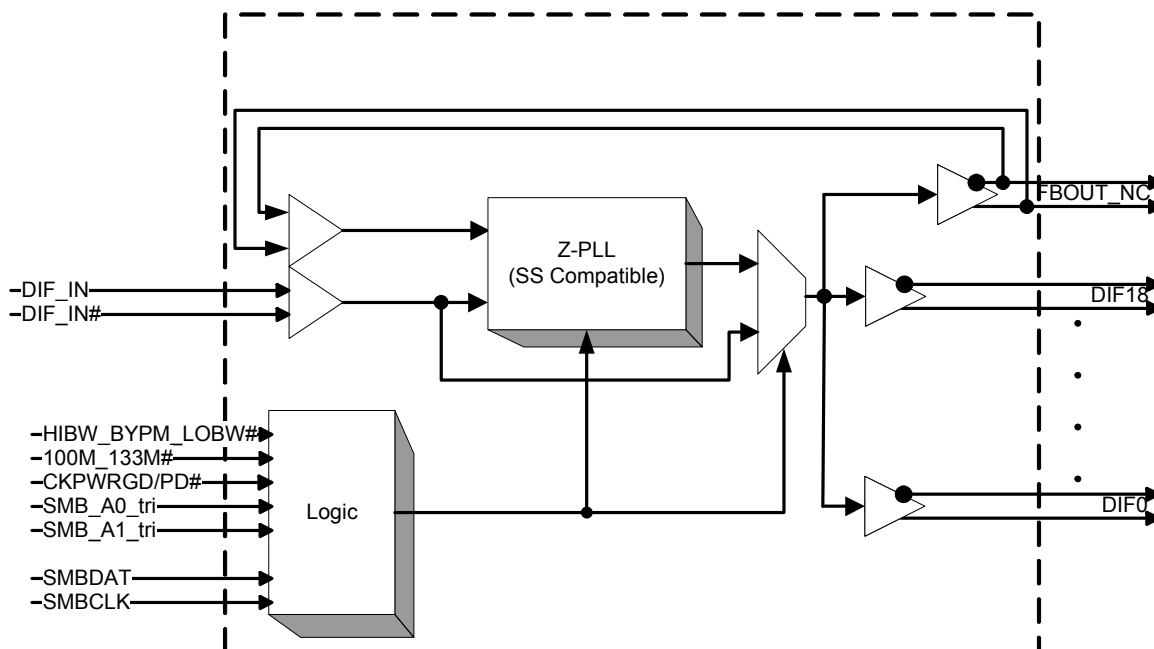 FBOUT_NC
Z-PLL
(SS Compatible)
DIF_IN
DIF_IN#
DIF18
HIBW_BYPM_LOBW#
100M_133M#
CKPWRGD/PD#
SMB_A0_tri
SMB_A1_tri
SMBDAT
SMBCLK
Logic
DIF0